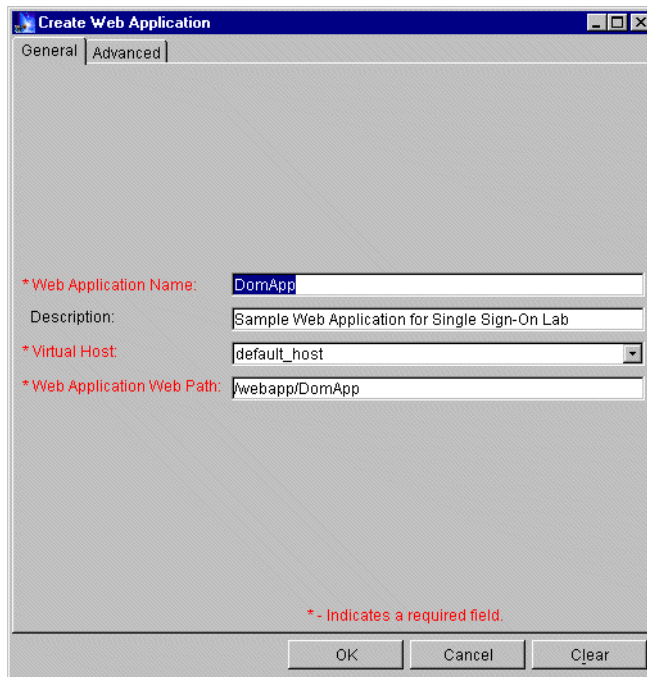 Create Web Application
General Advanced
* Web Application Name: DomApp
Description: Sample Web Application for Single Sign-On Lab
* Virtual Host: default_host
* Web Application Web Path: /webapp/DomApp
* - Indicates a required field.
OK Cancel Clear